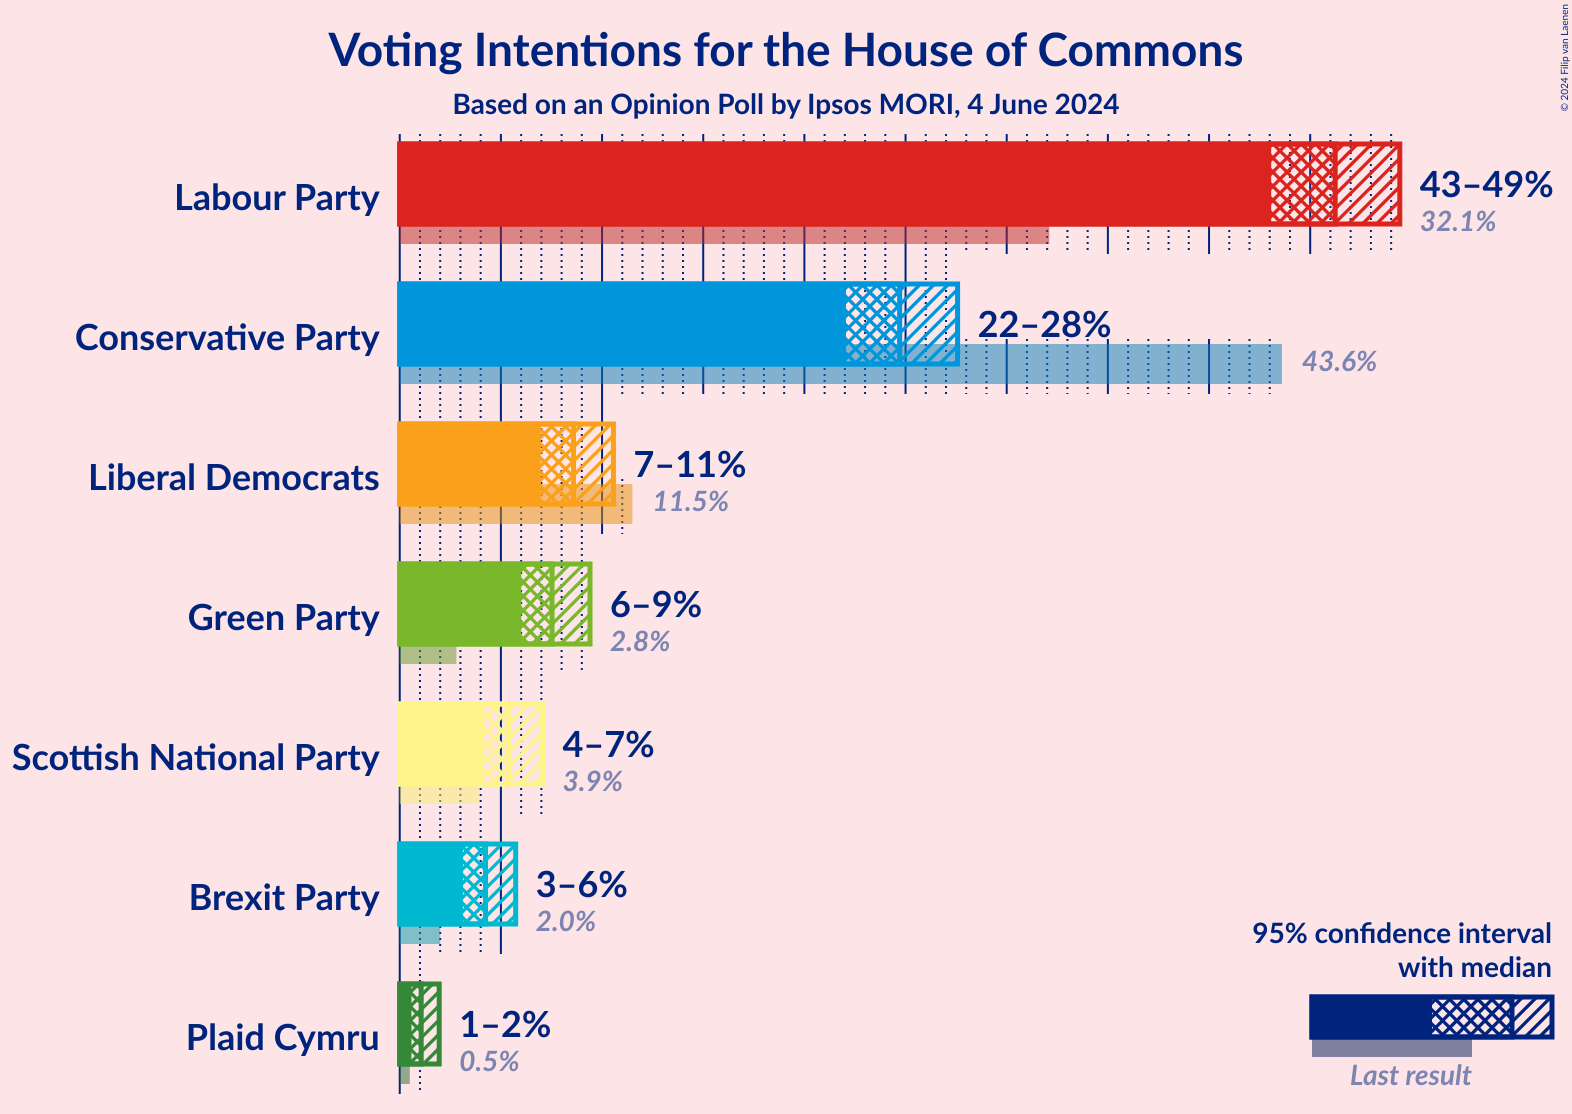 Voting Intentions for the House of Commons
Based on an Opinion Poll by Ipsos MORI, 4 June 2024
© 2024 Filip van Laenen
Labour Party
43–49%
32.1%
Conservative Party
22–28%
43.6%
Liberal Democrats
7–11%
11.5%
Green Party
6–9%
2.8%
Scottish National Party
4–7%
3.9%
Brexit Party
3–6%
2.0%
Plaid Cymru
1–2%
0.5%
95% confidence interval
with median
Last result